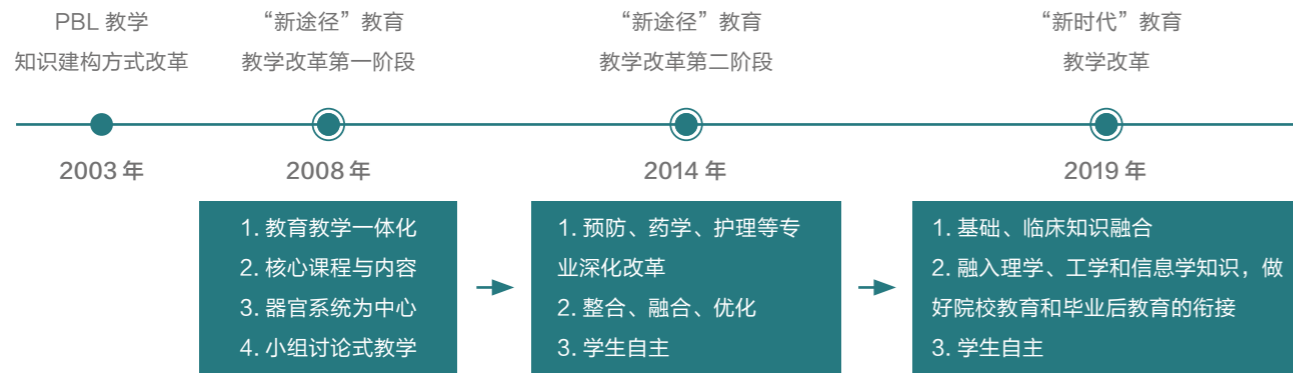 PBL 教学
知识建构方式改革
“新途径”教育
教学改革第一阶段
“新途径”教育
教学改革第二阶段
“新时代”教育
教学改革
2003 年
2008 年
2014 年
2019 年
1. 教育教学一体化
2. 核心课程与内容
3. 器官系统为中心
4. 小组讨论式教学
1. 预防、药学、护理等专
业深化改革
2. 整合、融合、优化
3. 学生自主
1. 基础、临床知识融合
2. 融入理学、工学和信息学知识，做
好院校教育和毕业后教育的衔接
3. 学生自主